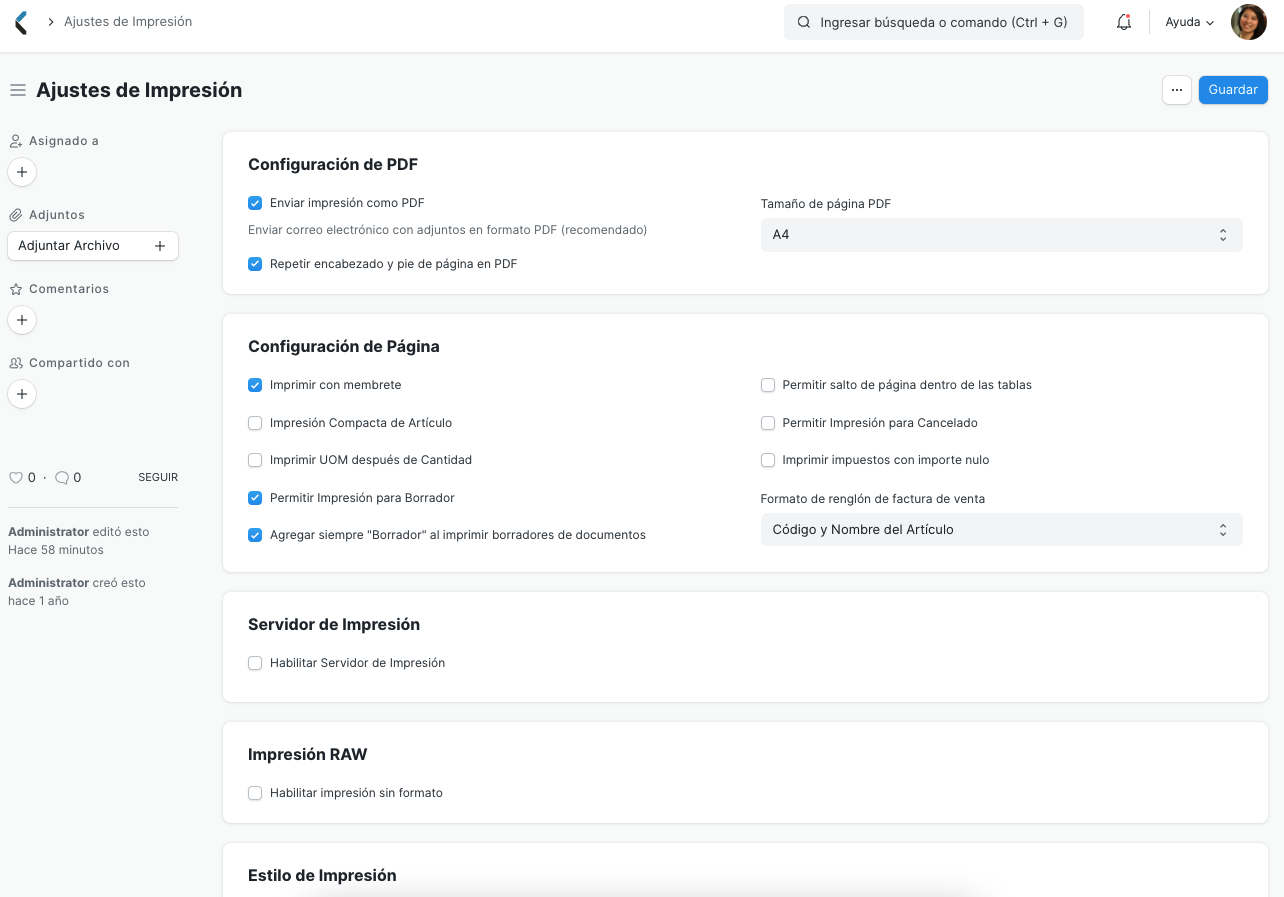 Ajustes de Impresión
Ingresar búsqueda o comando (Ctrl + G)
Ayuda
Ajustes de Impresión
···
Guardar
Asignado a
+
Adjuntos
Adjuntar Archivo +
Comentarios
+
Compartido con
+
0 · 0 SEGUIR
Administrator editó esto
Hace 58 minutos
Administrator creó esto
hace 1 año
Configuración de PDF
Enviar impresión como PDF
Enviar correo electrónico con adjuntos en formato PDF (recomendado)
Repetir encabezado y pie de página en PDF
Tamaño de página PDF
A4
Configuración de Página
Imprimir con membrete
Impresión Compacta de Artículo
Imprimir UOM después de Cantidad
Permitir Impresión para Borrador
Agregar siempre "Borrador" al imprimir borradores de documentos
Permitir salto de página dentro de las tablas
Permitir Impresión para Cancelado
Imprimir impuestos con importe nulo
Formato de renglón de factura de venta
Código y Nombre del Artículo
Servidor de Impresión
Habilitar Servidor de Impresión
Impresión RAW
Habilitar impresión sin formato
Estilo de Impresión